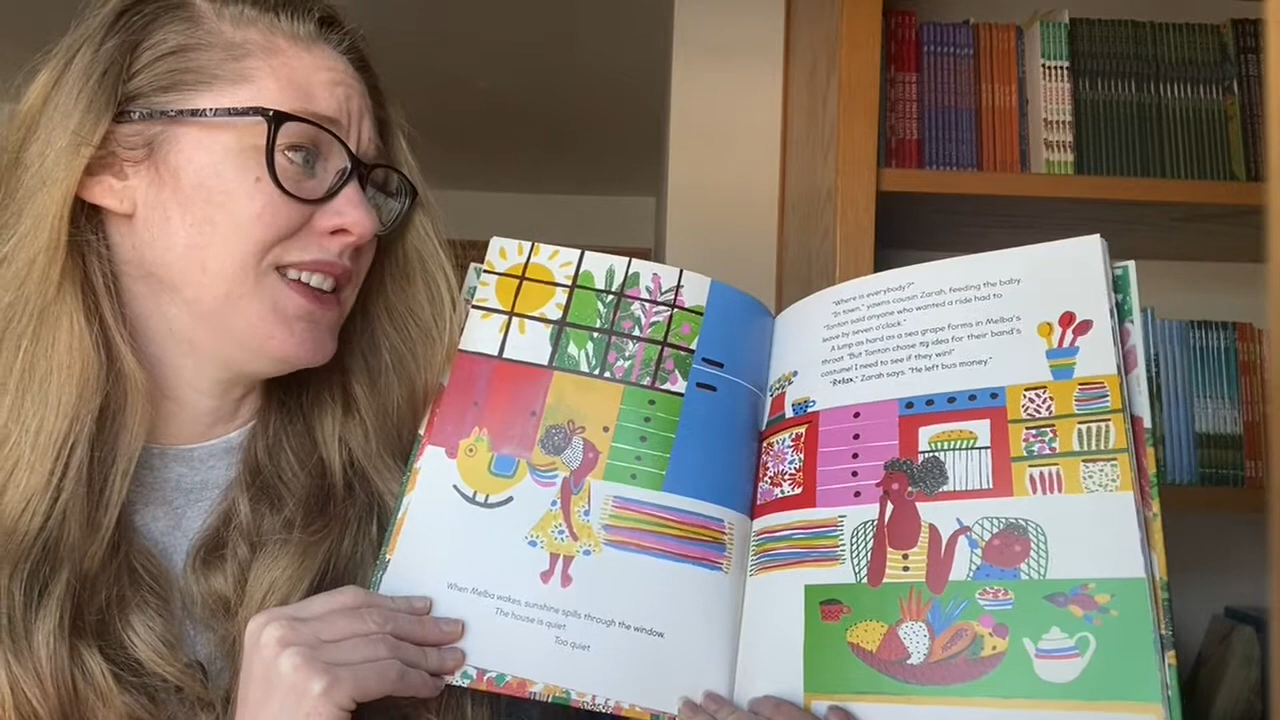 When Melba wakes, sunshine spills through the window.
The house is quiet.
Too quiet
"Where is everybody?"
"In town," yawns cousin Zarah, feeding the baby.
"Tonton said anyone who wanted a ride had to
leave by seven o'clock."
A lump as hard as a sea grape forms in Melba's
throat. "But Tonton chose my idea for their band's
costume! I need to see if they win!"
"Relax," Zarah says. "He left bus money."